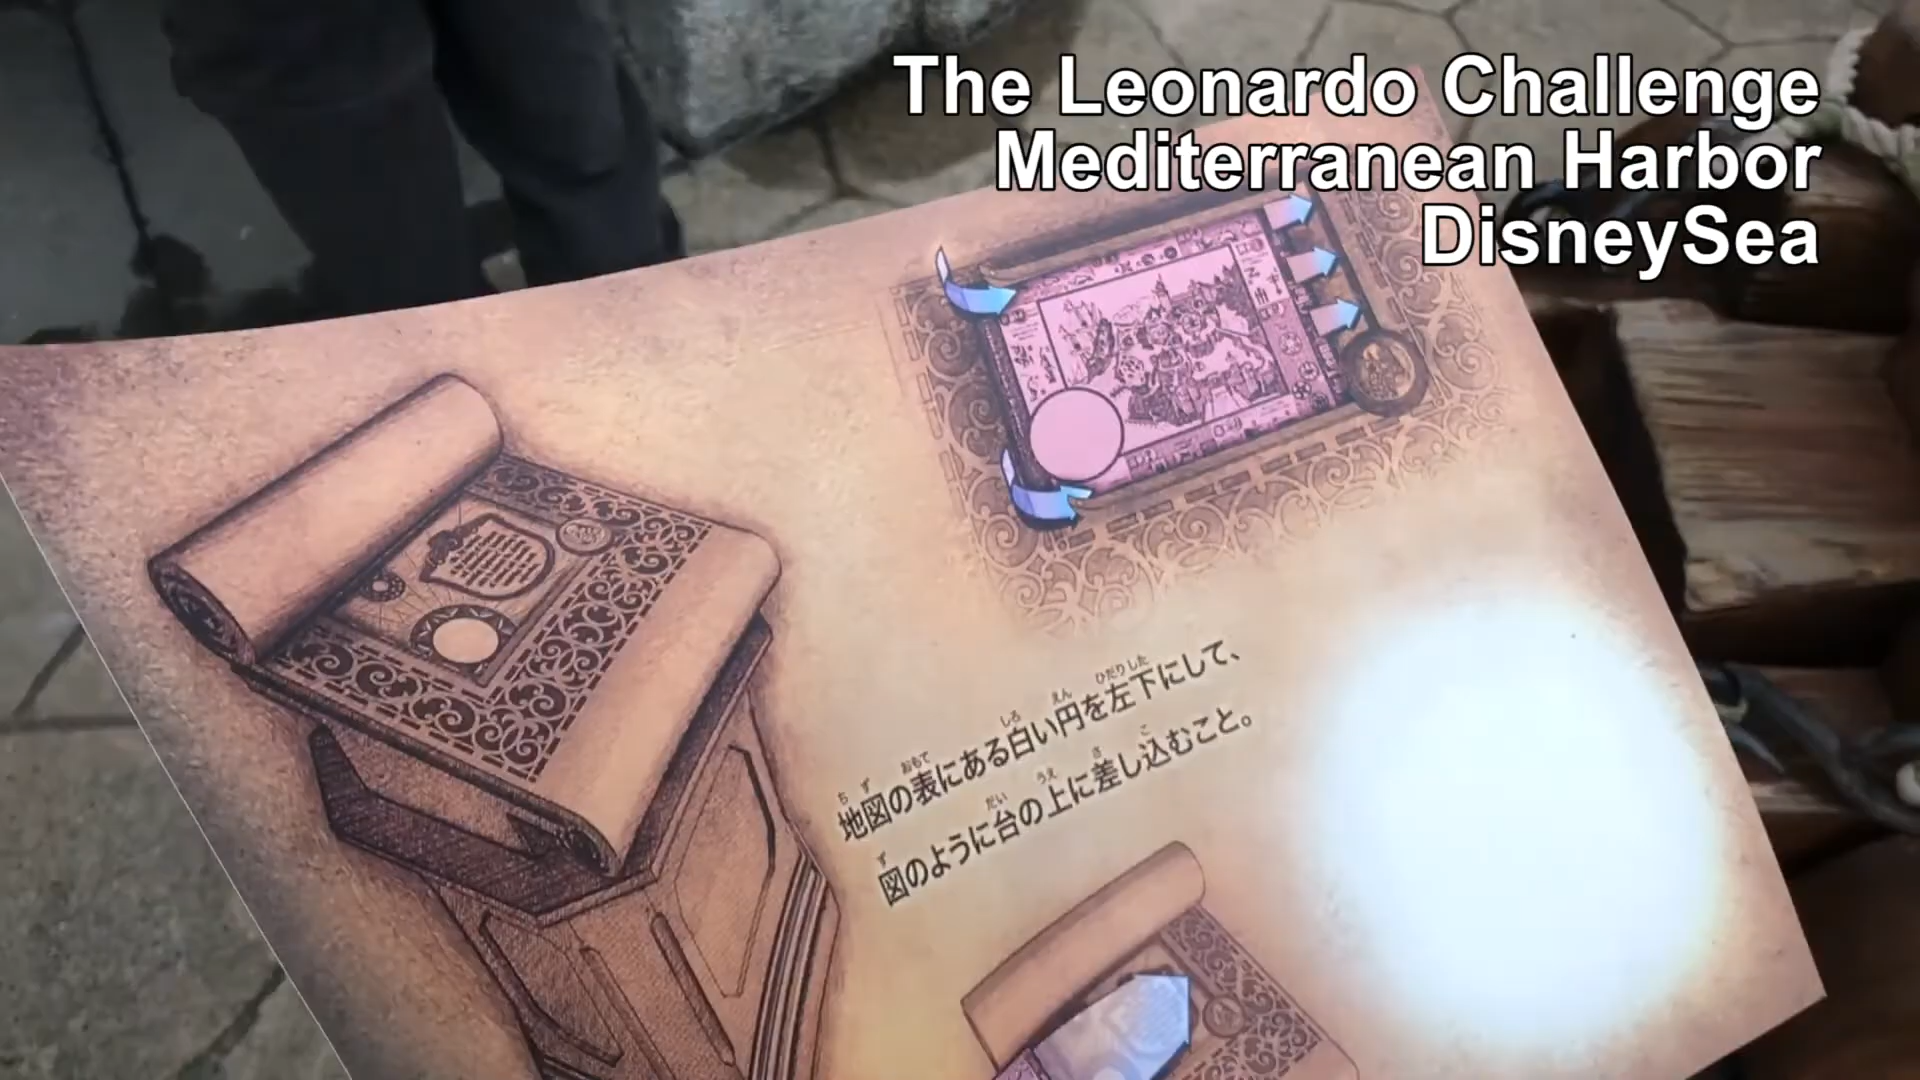 The Leonardo Challenge
Mediterranean Harbor
DisneySea
地図の表にある白い円を左下にして、
図のように台の上に差し込むこと。